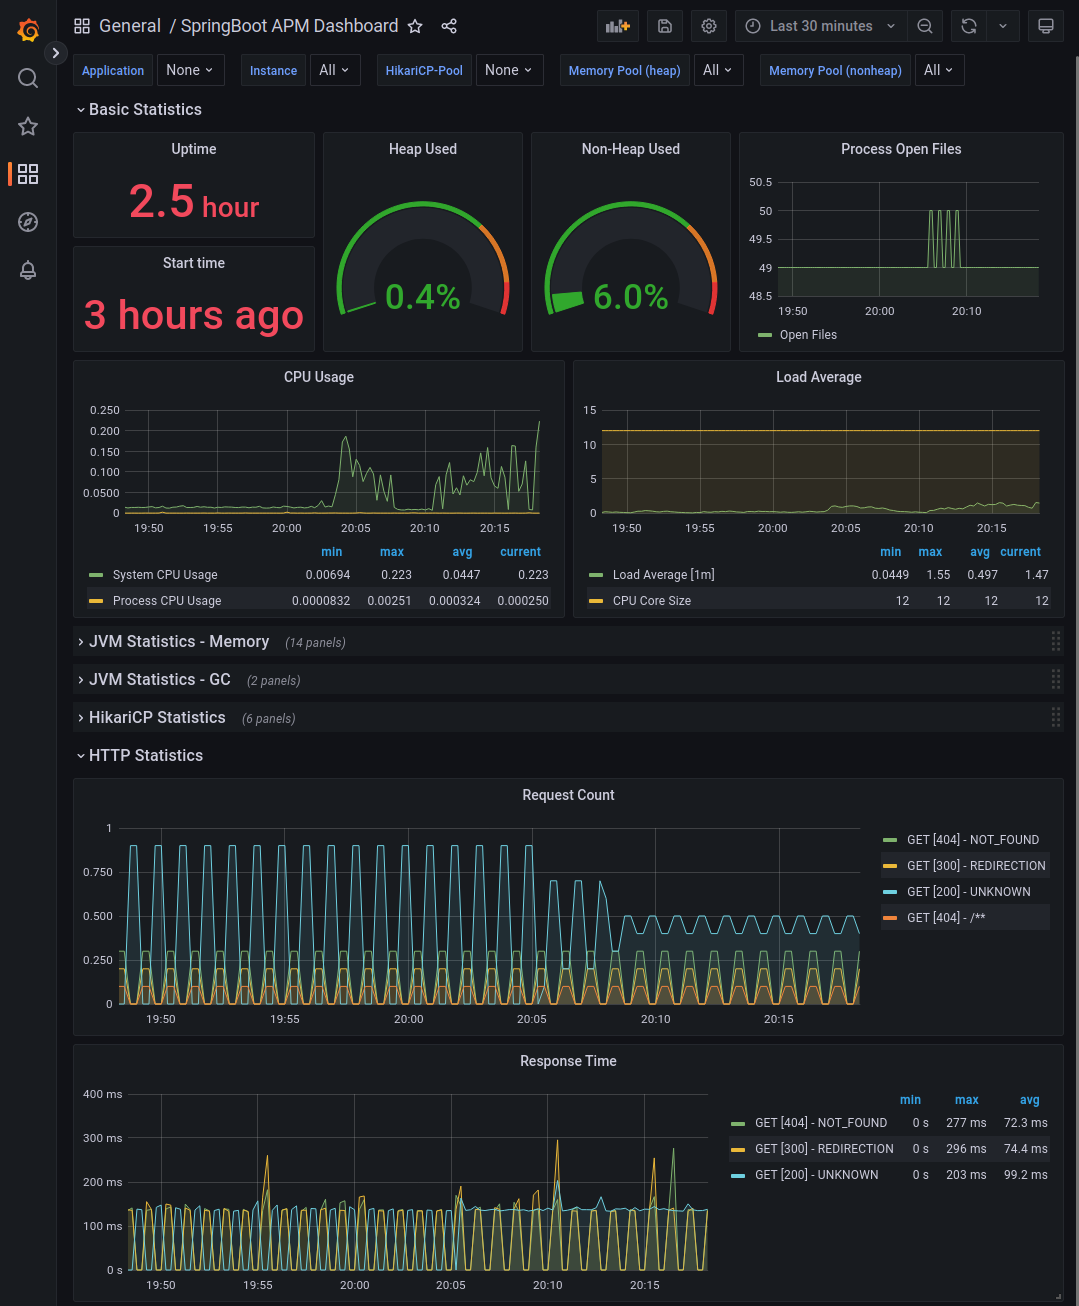 General / SpringBoot APM Dashboard
Last 30 minutes
Application None Instance All HikariCP-Pool None Memory Pool (heap) All Memory Pool (nonheap) All
Basic Statistics
Uptime
2.5 hour
Start time
3 hours ago
Heap Used
0.4%
Non-Heap Used
6.0%
Process Open Files
50.5
50
49.5
49
48.5
19:50 20:00 20:10
Open Files
CPU Usage
0.250
0.200
0.150
0.100
0.0500
0
19:50 19:55 20:00 20:05 20:10 20:15
min max avg current
System CPU Usage 0.00694 0.223 0.0447 0.223
Process CPU Usage 0.0000832 0.00251 0.000324 0.000250
Load Average
15
10
5
0
19:50 19:55 20:00 20:05 20:10 20:15
min max avg current
Load Average [1m] 0.0449 1.55 0.497 1.47
CPU Core Size 12 12 12 12
JVM Statistics - Memory (14 panels)
JVM Statistics - GC (2 panels)
HikariCP Statistics (6 panels)
HTTP Statistics
Request Count
1
0.750
0.500
0.250
0
19:50 19:55 20:00 20:05 20:10 20:15
GET [404] - NOT_FOUND
GET [300] - REDIRECTION
GET [200] - UNKNOWN
GET [404] - /**
Response Time
400 ms
300 ms
200 ms
100 ms
0 s
19:50 19:55 20:00 20:05 20:10 20:15
min max avg
GET [404] - NOT_FOUND 0 s 277 ms 72.3 ms
GET [300] - REDIRECTION 0 s 296 ms 74.4 ms
GET [200] - UNKNOWN 0 s 203 ms 99.2 ms